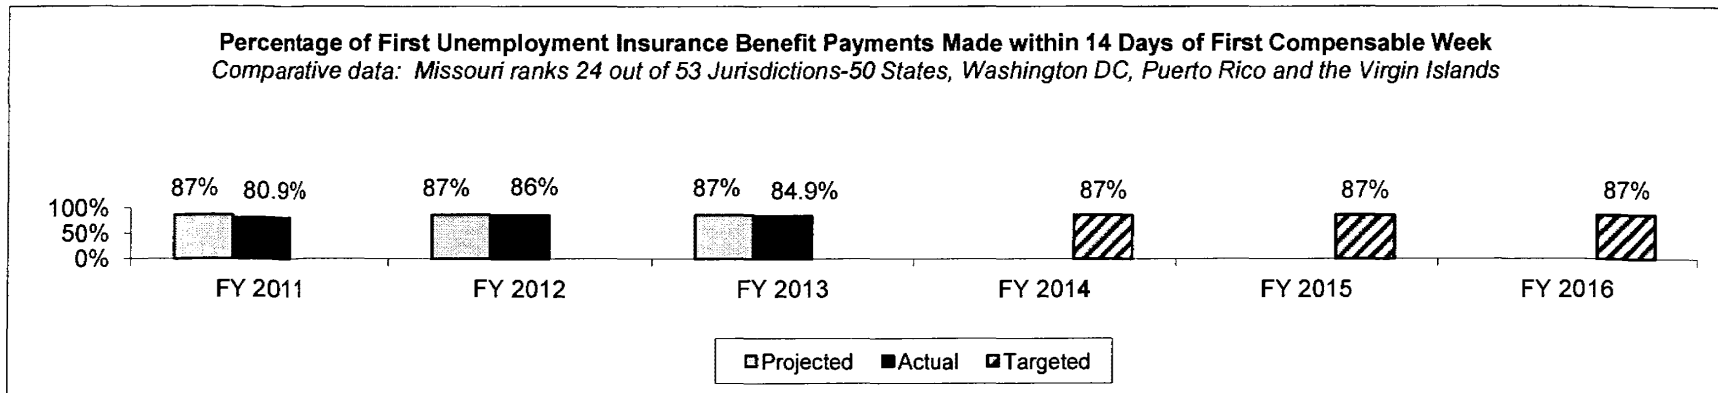 Percentage of First Unemployment Insurance Benefit Payments Made within 14 Days of First Compensable Week
Comparative data: Missouri ranks 24 out of 53 Jurisdictions-50 States, Washington DC, Puerto Rico and the Virgin Islands
87% 80.9% 87% 86% 87% 84.9% 87% 87% 87%
100%
50%
0%
FY 2011 FY 2012 FY 2013 FY 2014 FY 2015 FY 2016
Projected Actual Targeted